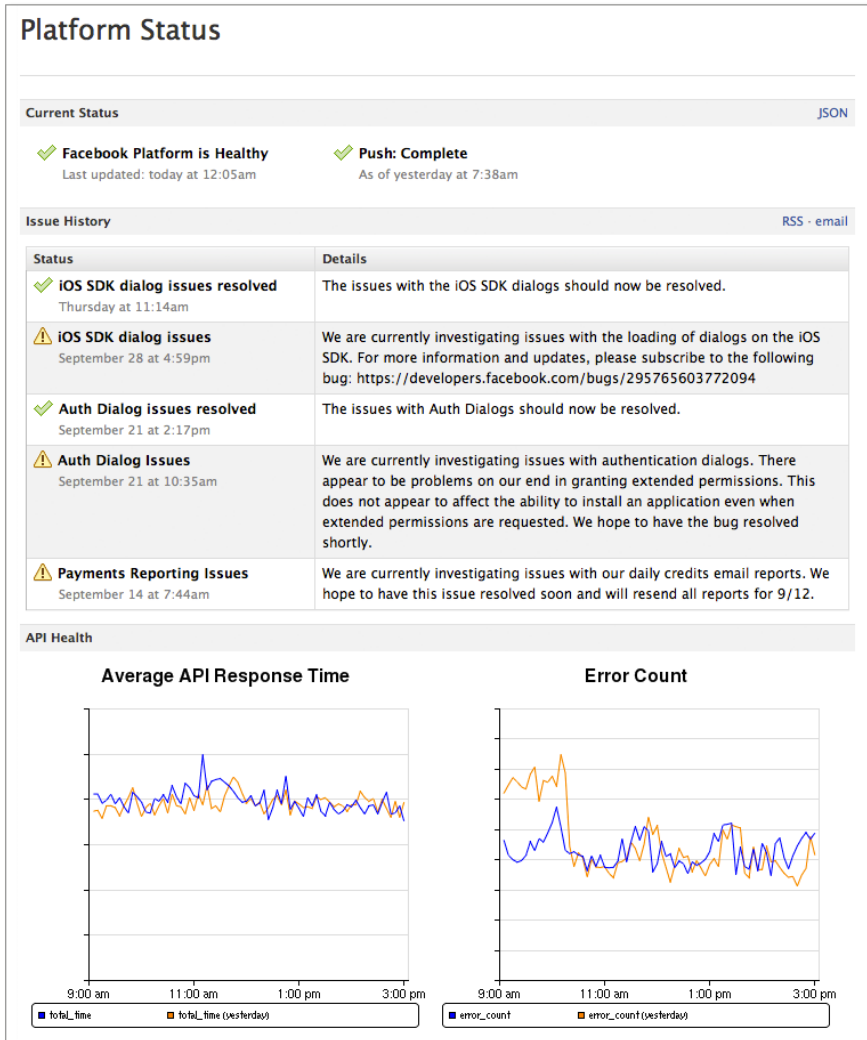 Platform Status
Current Status JSON
Facebook Platform is Healthy Push: Complete
Last updated: today at 12:05am As of yesterday at 7:38am
Issue History RSS · email
Status Details
iOS SDK dialog issues resolved The issues with the iOS SDK dialogs should now be resolved.
Thursday at 11:14am
iOS SDK dialog issues We are currently investigating issues with the loading of dialogs on the iOS
September 28 at 4:59pm SDK. For more information and updates, please subscribe to the following
bug: https://developers.facebook.com/bugs/295765603772094
Auth Dialog issues resolved The issues with Auth Dialogs should now be resolved.
September 21 at 2:17pm
Auth Dialog Issues We are currently investigating issues with authentication dialogs. There
September 21 at 10:35am appear to be problems on our end in granting extended permissions. This
does not appear to affect the ability to install an application even when
extended permissions are requested. We hope to have the bug resolved
shortly.
Payments Reporting Issues We are currently investigating issues with our daily credits email reports. We
September 14 at 7:44am hope to have this issue resolved soon and will resend all reports for 9/12.
API Health
Average API Response Time Error Count
9:00 am 11:00 am 1:00 pm 3:00 pm 9:00 am 11:00 am 1:00 pm 3:00 pm
total_time total_time (yesterday) error_count error_count (yesterday)